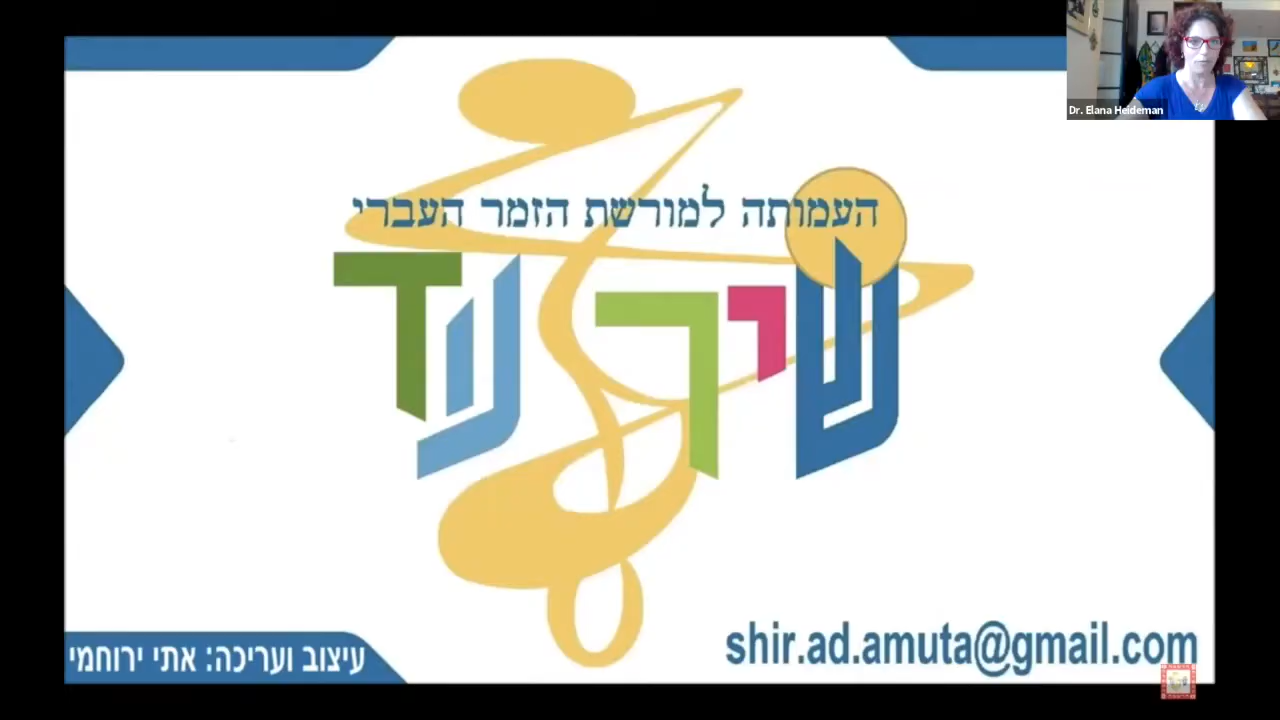 Dr. Elana Heideman
העמותה למורשת הזמר העברי
שיר עד
shir.ad.amuta@gmail.com
עיצוב ועריכה: אתי ירוחמי